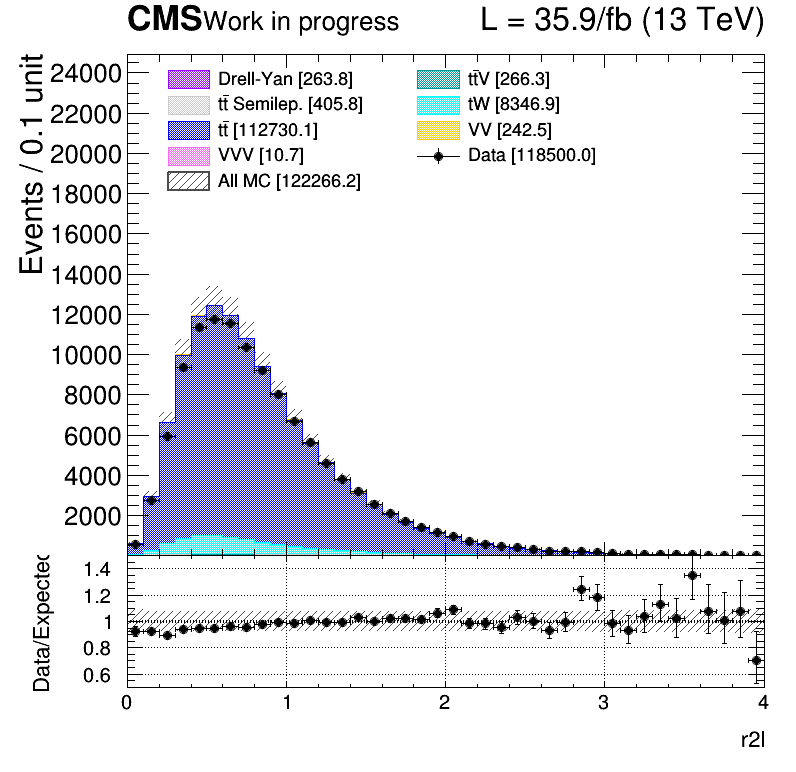 CMS Work in progress L = 35.9/fb (13 TeV)
Events / 0.1 unit
24000
22000
20000
18000
16000
14000
12000
10000
8000
6000
4000
2000
Drell-Yan [263.8]
tt̄ Semilep. [405.8]
tt̄ [112730.1]
VVV [10.7]
All MC [122266.2]
tt̄V [266.3]
tW [8346.9]
VV [242.5]
Data [118500.0]
Data/Expected
1.4
1.2
1
0.8
0.6
0 1 2 3 4
r2l